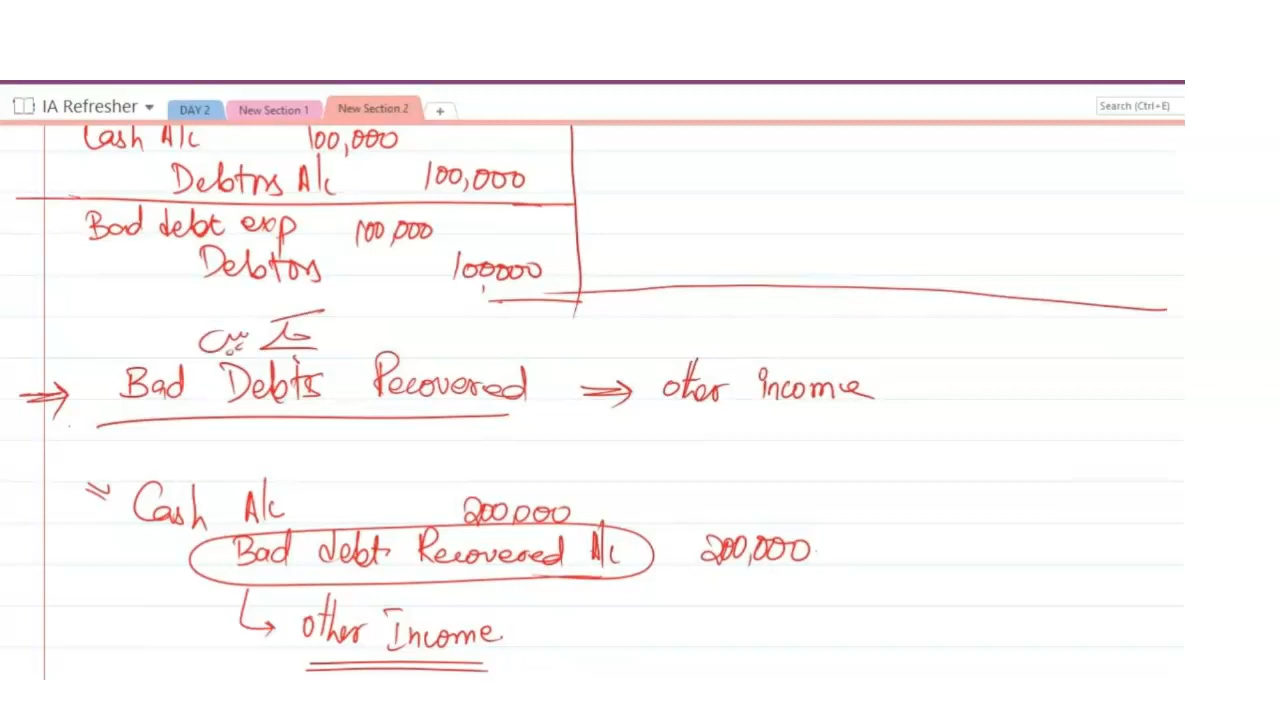 IA Refresher DAY 2 New Section 1 New Section 2 + Search (Ctrl+E)
Cash A/c 100,000
Debtors A/c 100,000
Bad debt exp 100,000
Debtors 100000
⇒ Bad Debts Recovered ⇒ other Income
Cash A/c 200,000
Bad debt Recovered A/c 200,000
↳ other Income